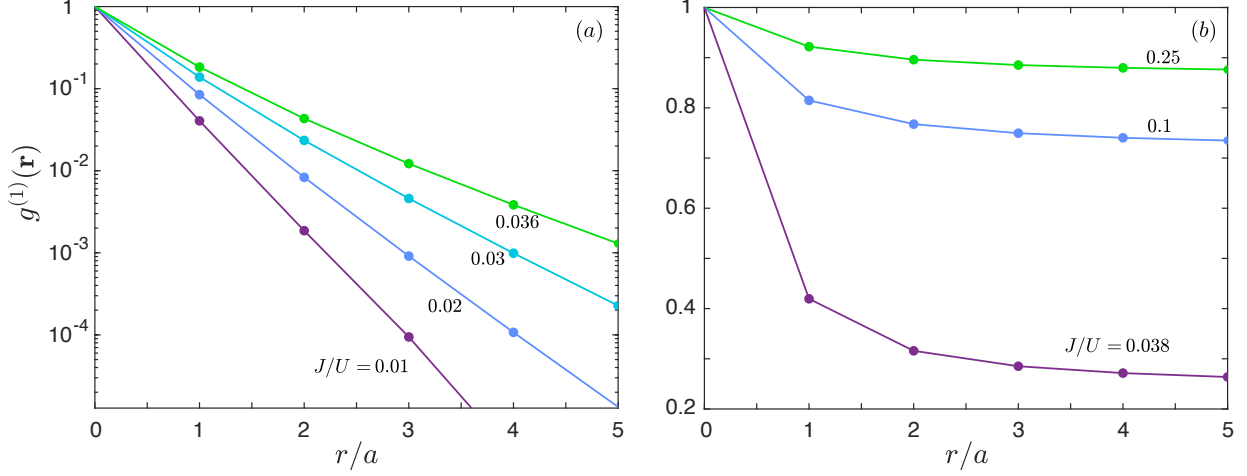 (a)
g^{(1)}(r)
1
10^{-1}
10^{-2}
10^{-3}
10^{-4}
0.036
0.03
0.02
J/U = 0.01
0 1 2 3 4 5
r/a
(b)
1
0.8
0.6
0.4
0.2
0.25
0.1
J/U = 0.038
0 1 2 3 4 5
r/a